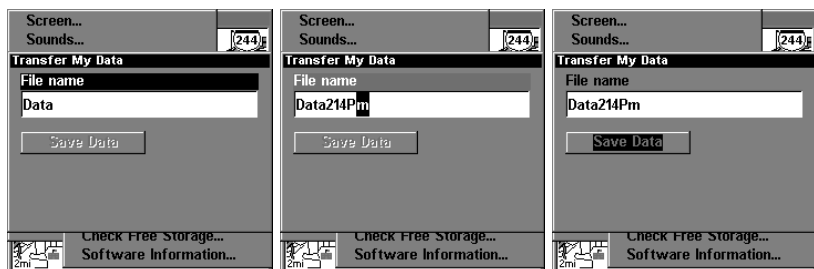 Screen...
Sounds...
244
Transfer My Data
File name
Data
Save Data
Check Free Storage...
Software Information...
2mi
Screen...
Sounds...
244
Transfer My Data
File name
Data214Pm
Save Data
Check Free Storage...
Software Information...
2mi
Screen...
Sounds...
244
Transfer My Data
File name
Data214Pm
Save Data
Check Free Storage...
Software Information...
2mi